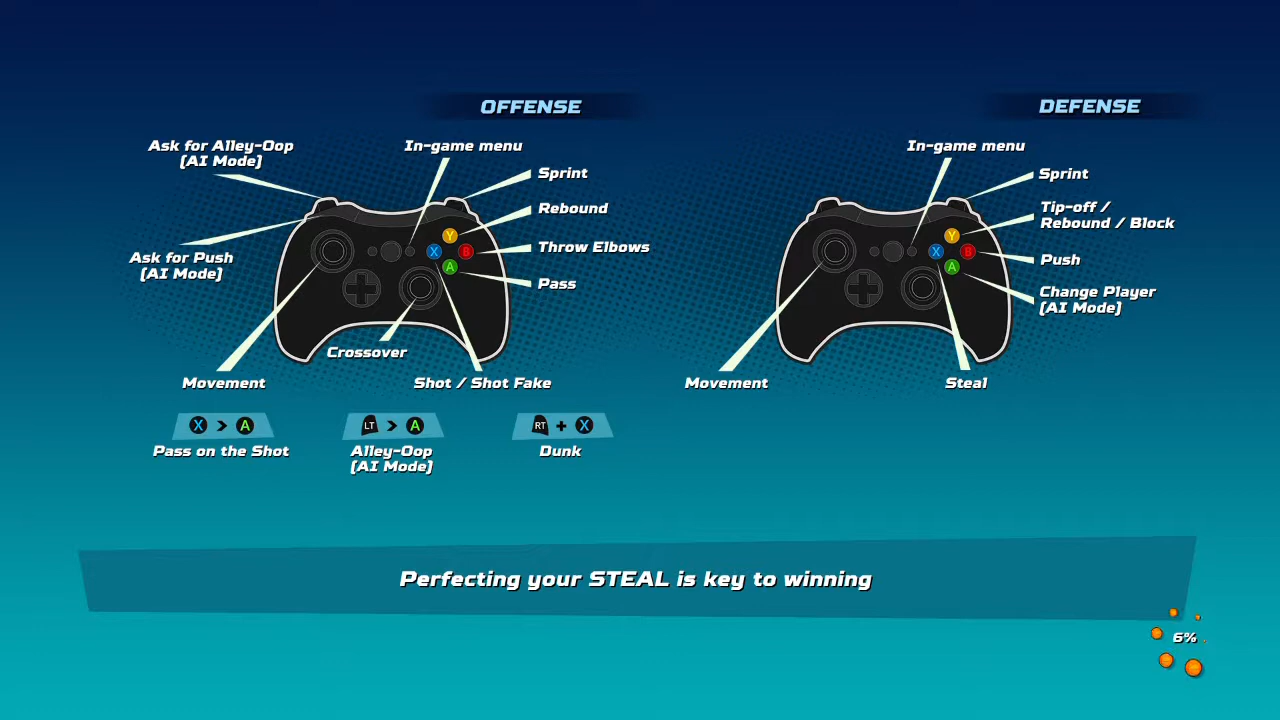 OFFENSE
Ask for Alley-Oop
[AI Mode]
In-game menu
Sprint
Rebound
Throw Elbows
Pass
Ask for Push
[AI Mode]
Y
X
B
A
Crossover
Movement
Shot / Shot Fake
X > A
Pass on the Shot
LT > A
Alley-Oop
[AI Mode]
RT + X
Dunk
DEFENSE
In-game menu
Sprint
Tip-off /
Rebound / Block
Push
Change Player
[AI Mode]
Y
X
B
A
Movement
Steal
Perfecting your STEAL is key to winning
6%